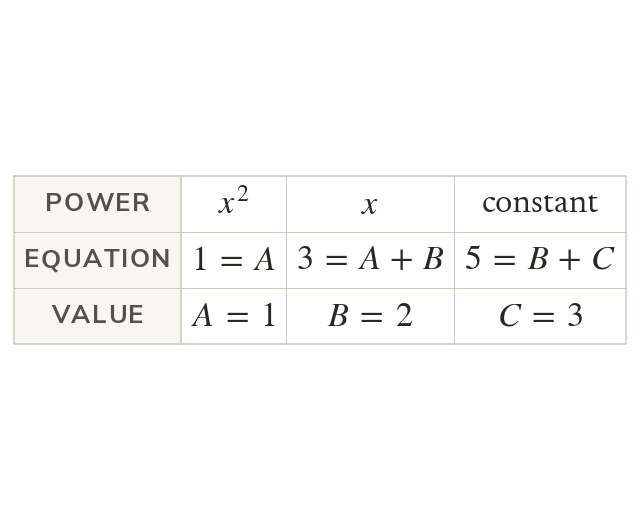 POWER x² x constant
EQUATION 1 = A 3 = A + B 5 = B + C
VALUE A = 1 B = 2 C = 3